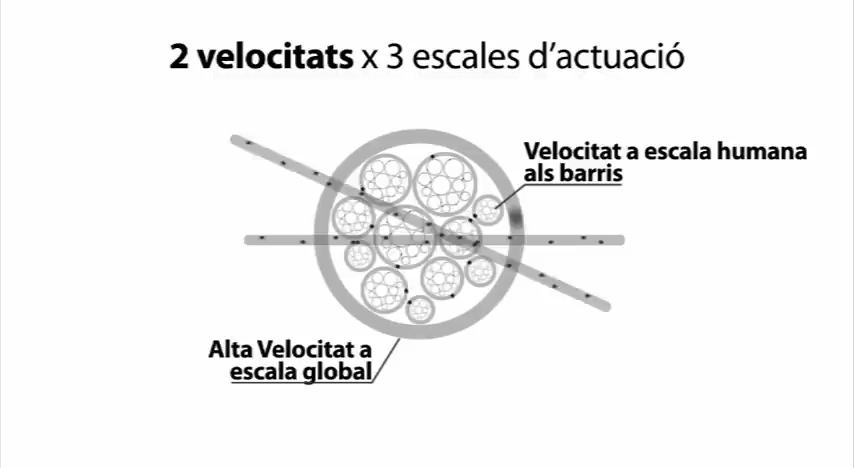 2 velocitats x 3 escales d’actuació
Velocitat a escala humana
als barris
Alta Velocitat a
escala global